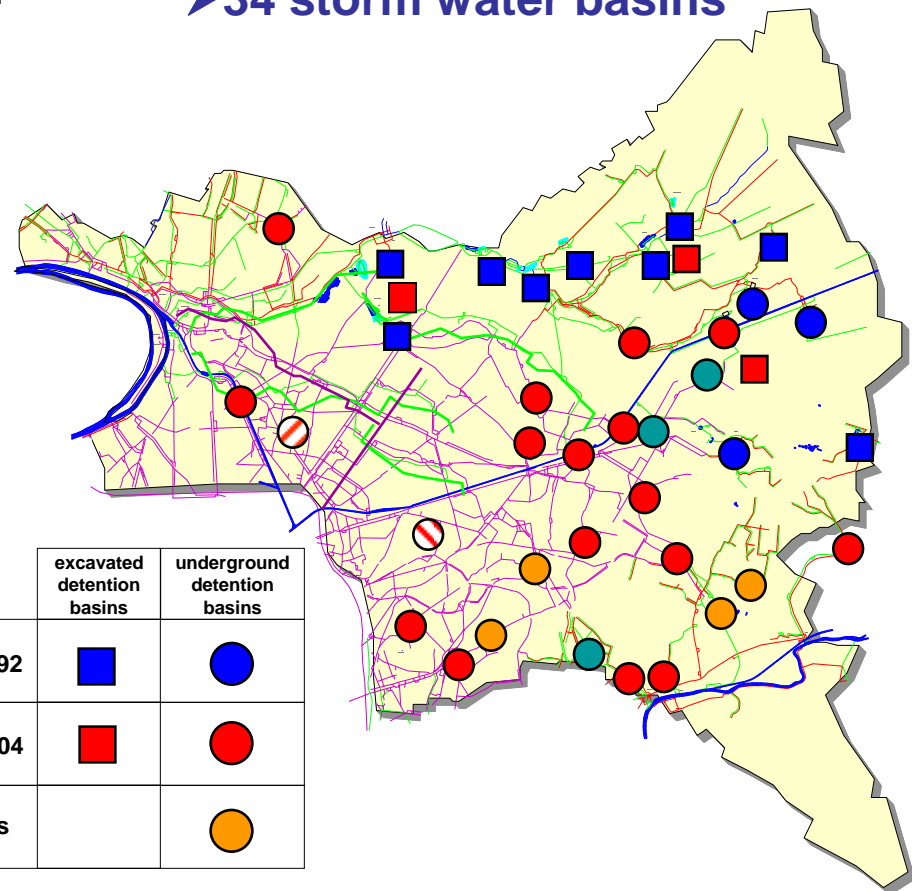 ➢34 storm water basins
excavated detention basins
underground detention basins
92
04
s